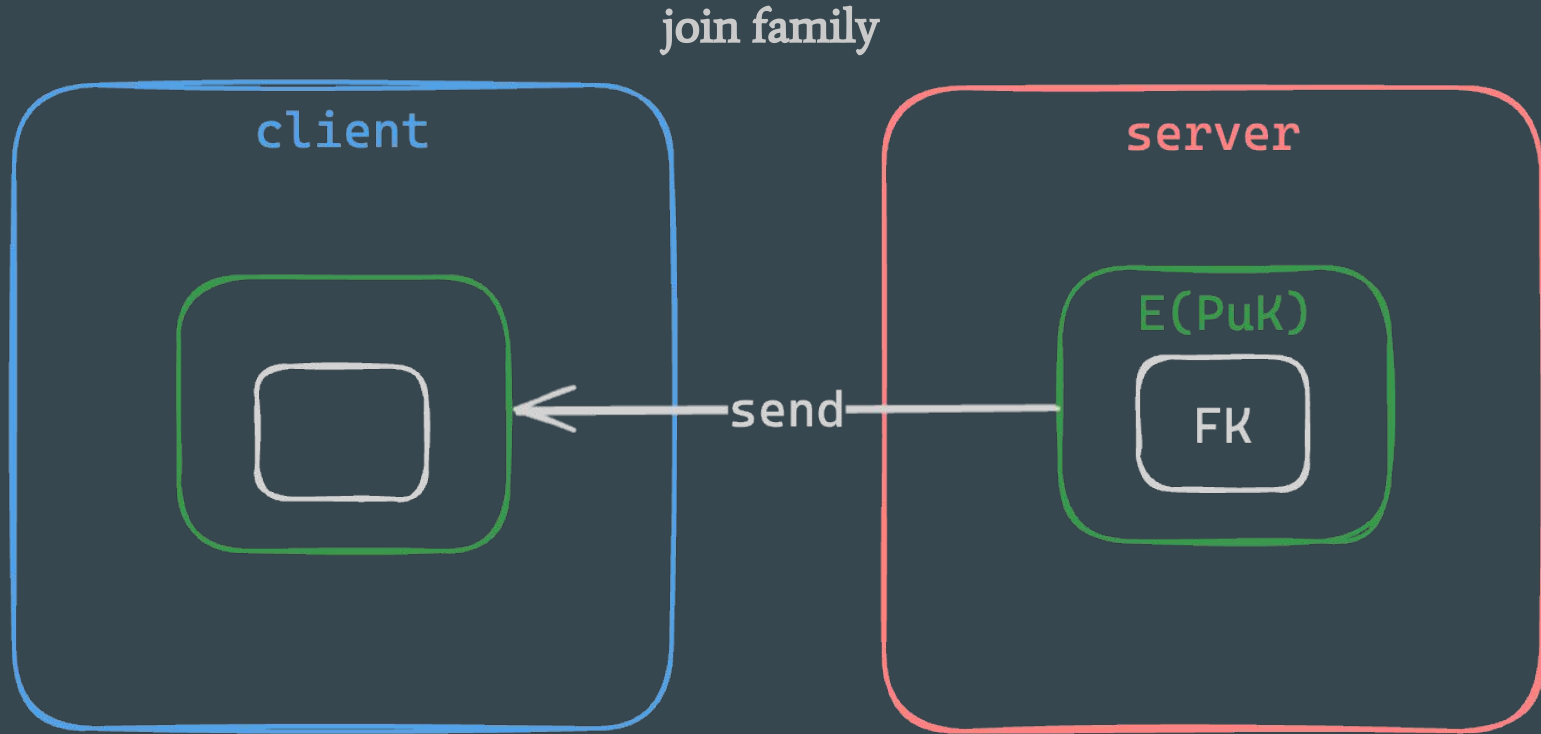 join family
client
server
E(PuK)
FK
send